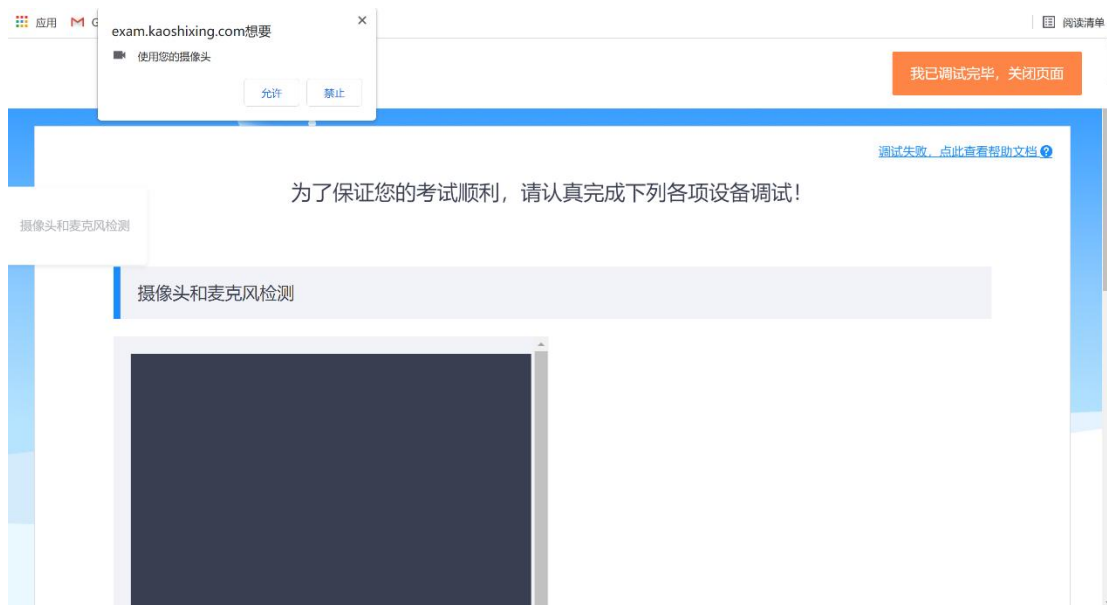 应用
exam.kaoshixing.com想要
使用您的摄像头
允许
禁止
阅读清单
我已调试完毕，关闭页面
调试失败，点此查看帮助文档
为了保证您的考试顺利，请认真完成下列各项设备调试！
摄像头和麦克风检测
摄像头和麦克风检测